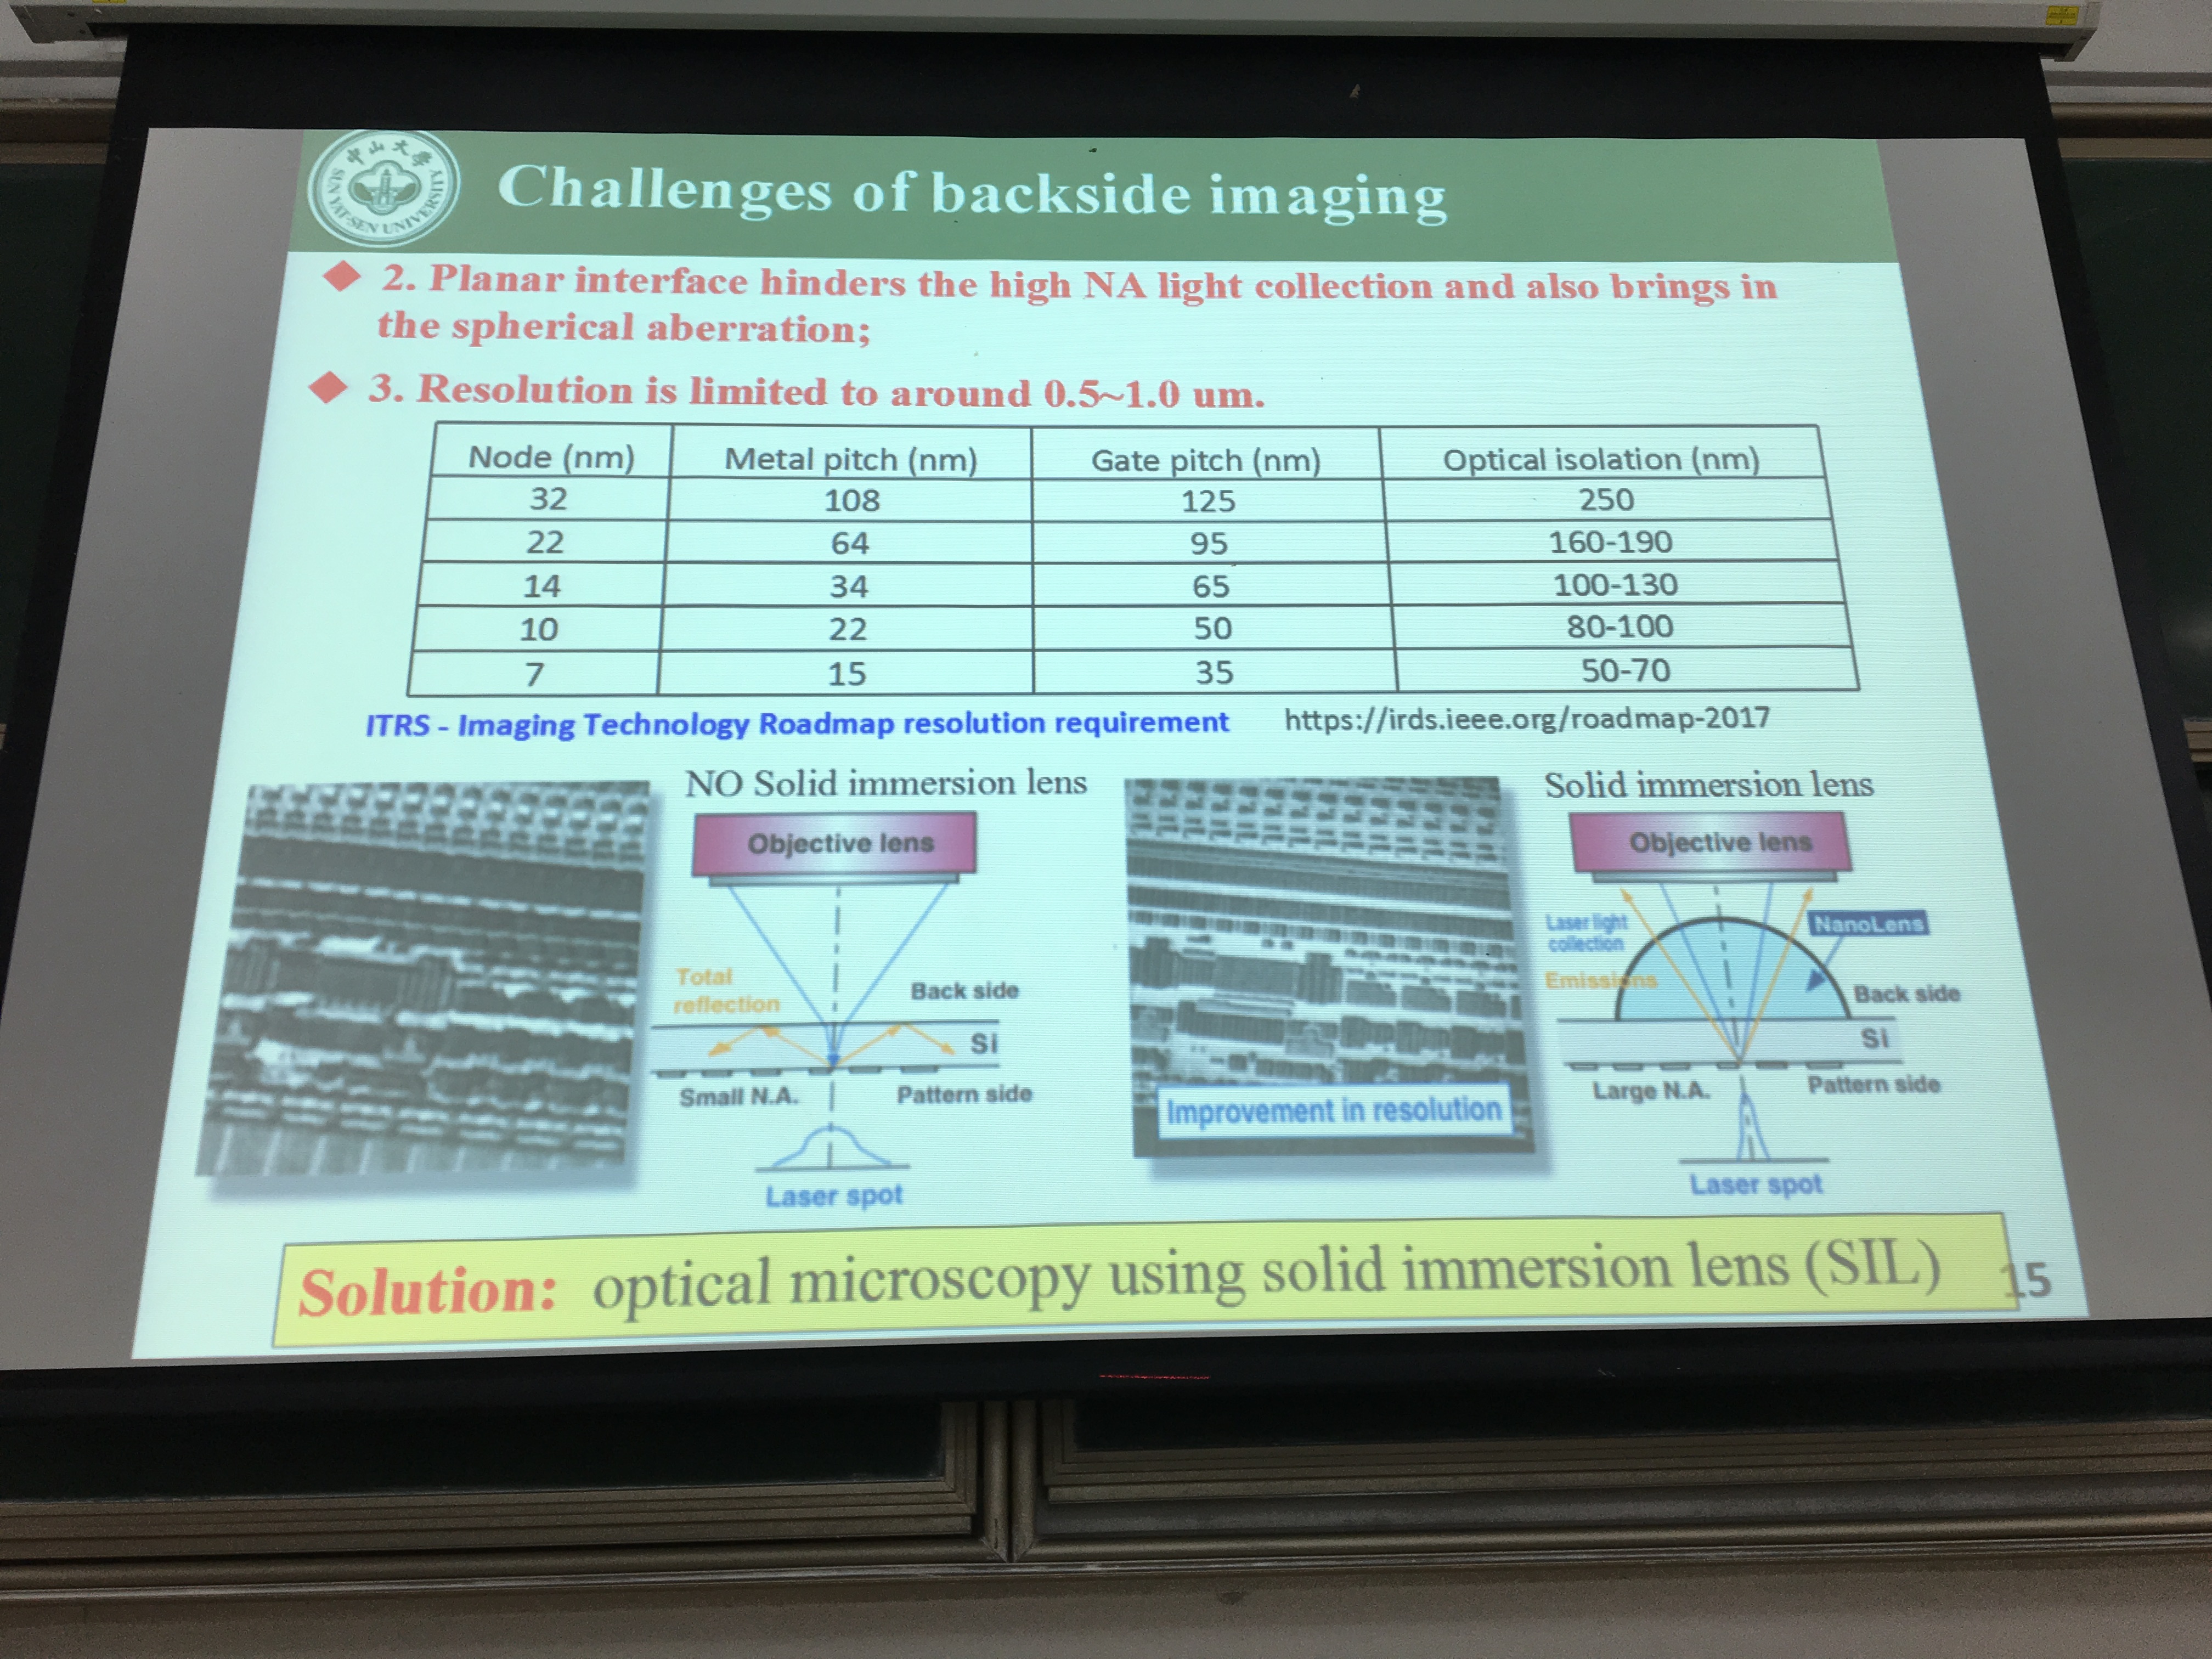 中山大學
SUN YAT-SEN UNIVERSITY
Challenges of backside imaging
2. Planar interface hinders the high NA light collection and also brings in
the spherical aberration;
3. Resolution is limited to around 0.5~1.0 um.
Node (nm) Metal pitch (nm) Gate pitch (nm) Optical isolation (nm)
32 108 125 250
22 64 95 160-190
14 34 65 100-130
10 22 50 80-100
7 15 35 50-70
ITRS - Imaging Technology Roadmap resolution requirement https://irds.ieee.org/roadmap-2017
NO Solid immersion lens
Objective lens
Total
reflection
Back side
Si
Small N.A.
Pattern side
Laser spot
Improvement in resolution
Solid immersion lens
Objective lens
Laser light
collection
NanoLens
Emissions
Back side
Si
Large N.A.
Pattern side
Laser spot
Solution: optical microscopy using solid immersion lens (SIL)
15